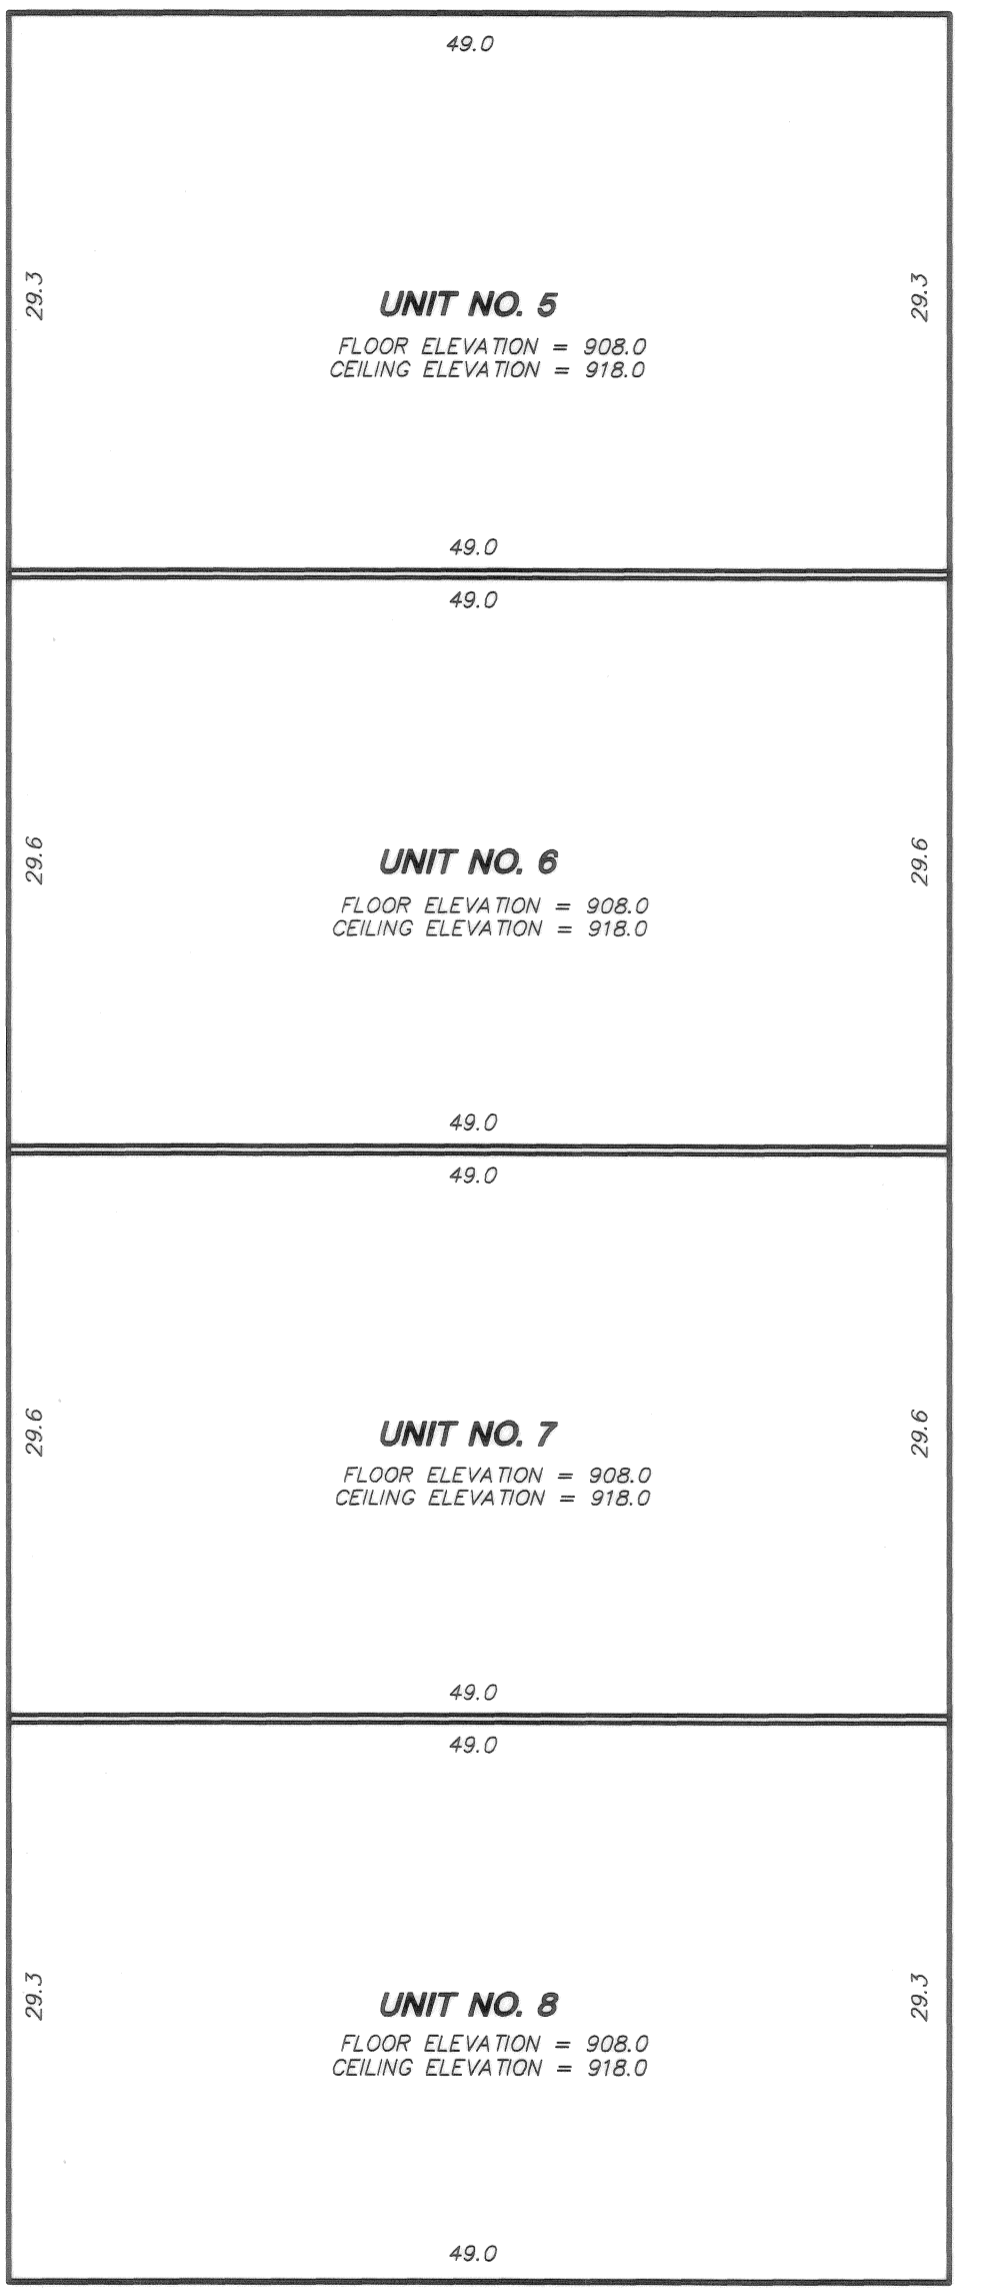 49.0
29.3
29.3
UNIT NO. 5
FLOOR ELEVATION = 908.0
CEILING ELEVATION = 918.0
49.0
49.0
29.6
29.6
UNIT NO. 6
FLOOR ELEVATION = 908.0
CEILING ELEVATION = 918.0
49.0
49.0
29.6
29.6
UNIT NO. 7
FLOOR ELEVATION = 908.0
CEILING ELEVATION = 918.0
49.0
49.0
29.3
29.3
UNIT NO. 8
FLOOR ELEVATION = 908.0
CEILING ELEVATION = 918.0
49.0